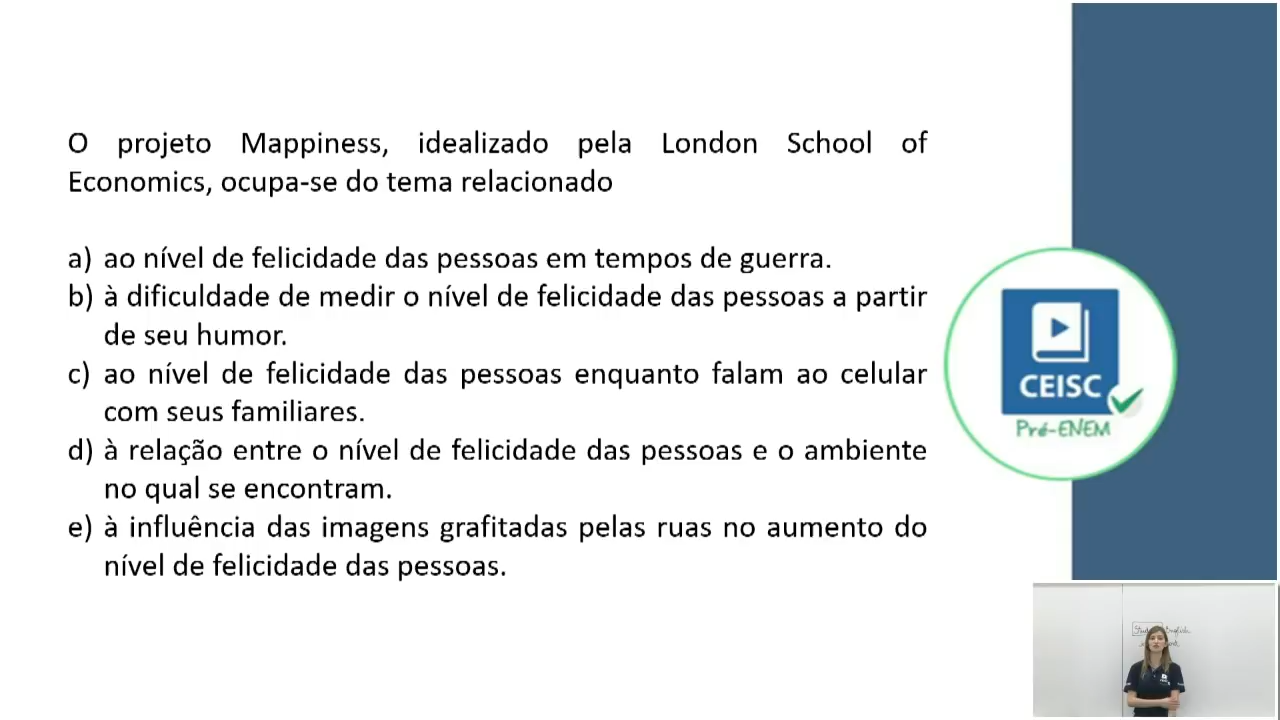 O projeto Mappiness, idealizado pela London School of
Economics, ocupa-se do tema relacionado
a) ao nível de felicidade das pessoas em tempos de guerra.
b) à dificuldade de medir o nível de felicidade das pessoas a partir
de seu humor.
c) ao nível de felicidade das pessoas enquanto falam ao celular
com seus familiares.
d) à relação entre o nível de felicidade das pessoas e o ambiente
no qual se encontram.
e) à influência das imagens grafitadas pelas ruas no aumento do
nível de felicidade das pessoas.
CEISC
Pré-ENEM
English